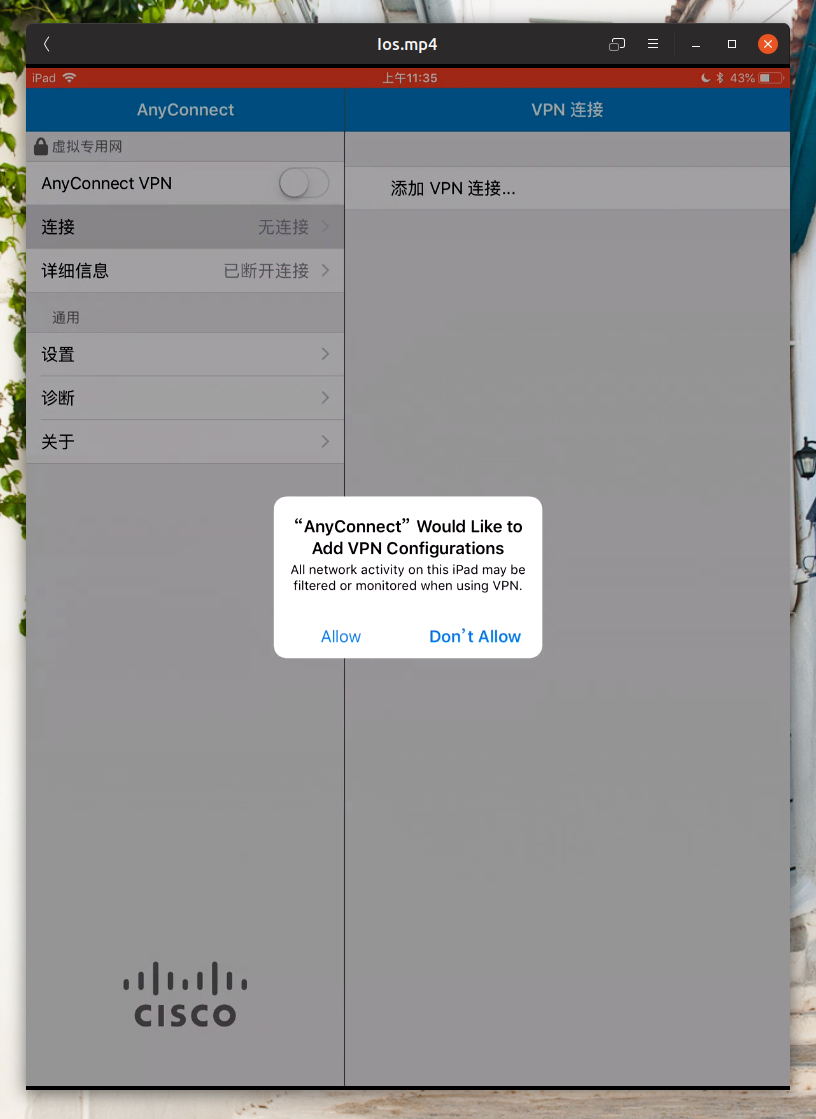 Ios.mp4
iPad
上午11:35
43%
AnyConnect
VPN 连接
虚拟专用网
AnyConnect VPN
添加 VPN 连接...
连接
无连接
详细信息
已断开连接
通用
设置
诊断
关于
“AnyConnect” Would Like to
Add VPN Configurations
All network activity on this iPad may be
filtered or monitored when using VPN.
Allow
Don’t Allow
CISCO